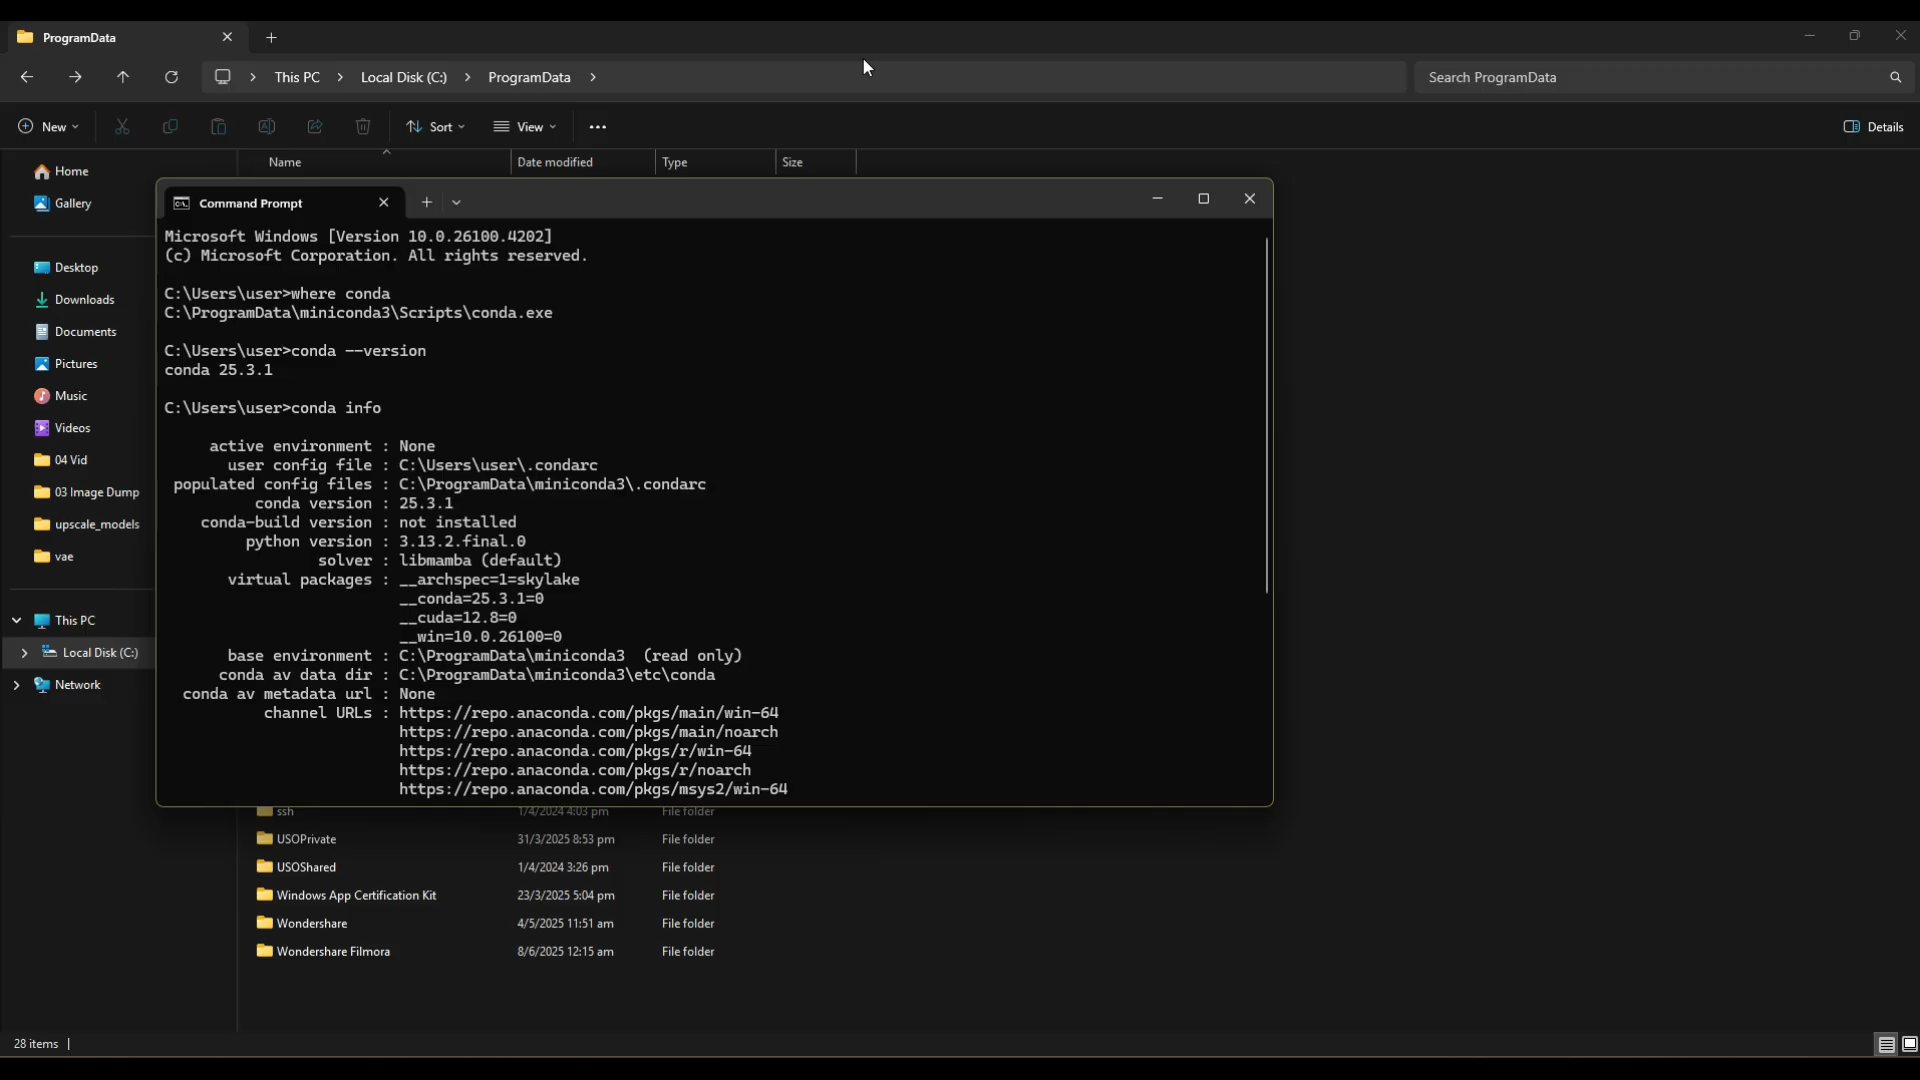 ProgramData
This PC > Local Disk (C:) > ProgramData >
Search ProgramData
New
Sort
View
Details
Name
Date modified
Type
Size
Home
Gallery
Desktop
Downloads
Documents
Pictures
Music
Videos
04 Vid
03 Image Dump
upscale_models
vae
This PC
Local Disk (C:)
Network
Command Prompt
Microsoft Windows [Version 10.0.26100.4202]
(c) Microsoft Corporation. All rights reserved.
C:\Users\user>where conda
C:\ProgramData\miniconda3\Scripts\conda.exe
C:\Users\user>conda --version
conda 25.3.1
C:\Users\user>conda info
active environment : None
user config file : C:\Users\user\.condarc
populated config files : C:\ProgramData\miniconda3\.condarc
conda version : 25.3.1
conda-build version : not installed
python version : 3.13.2.final.0
solver : libmamba (default)
virtual packages : __archspec=1=skylake
__conda=25.3.1=0
__cuda=12.8=0
__win=10.0.26100=0
base environment : C:\ProgramData\miniconda3  (read only)
conda av data dir : C:\ProgramData\miniconda3\etc\conda
conda av metadata url : None
channel URLs : https://repo.anaconda.com/pkgs/main/win-64
https://repo.anaconda.com/pkgs/main/noarch
https://repo.anaconda.com/pkgs/r/win-64
https://repo.anaconda.com/pkgs/r/noarch
https://repo.anaconda.com/pkgs/msys2/win-64
ssh 1/4/2024 4:03 pm File folder
USOPrivate 31/3/2025 8:53 pm File folder
USOShared 1/4/2024 3:26 pm File folder
Windows App Certification Kit 23/3/2025 5:04 pm File folder
Wondershare 4/5/2025 11:51 am File folder
Wondershare Filmora 8/6/2025 12:15 am File folder
28 items